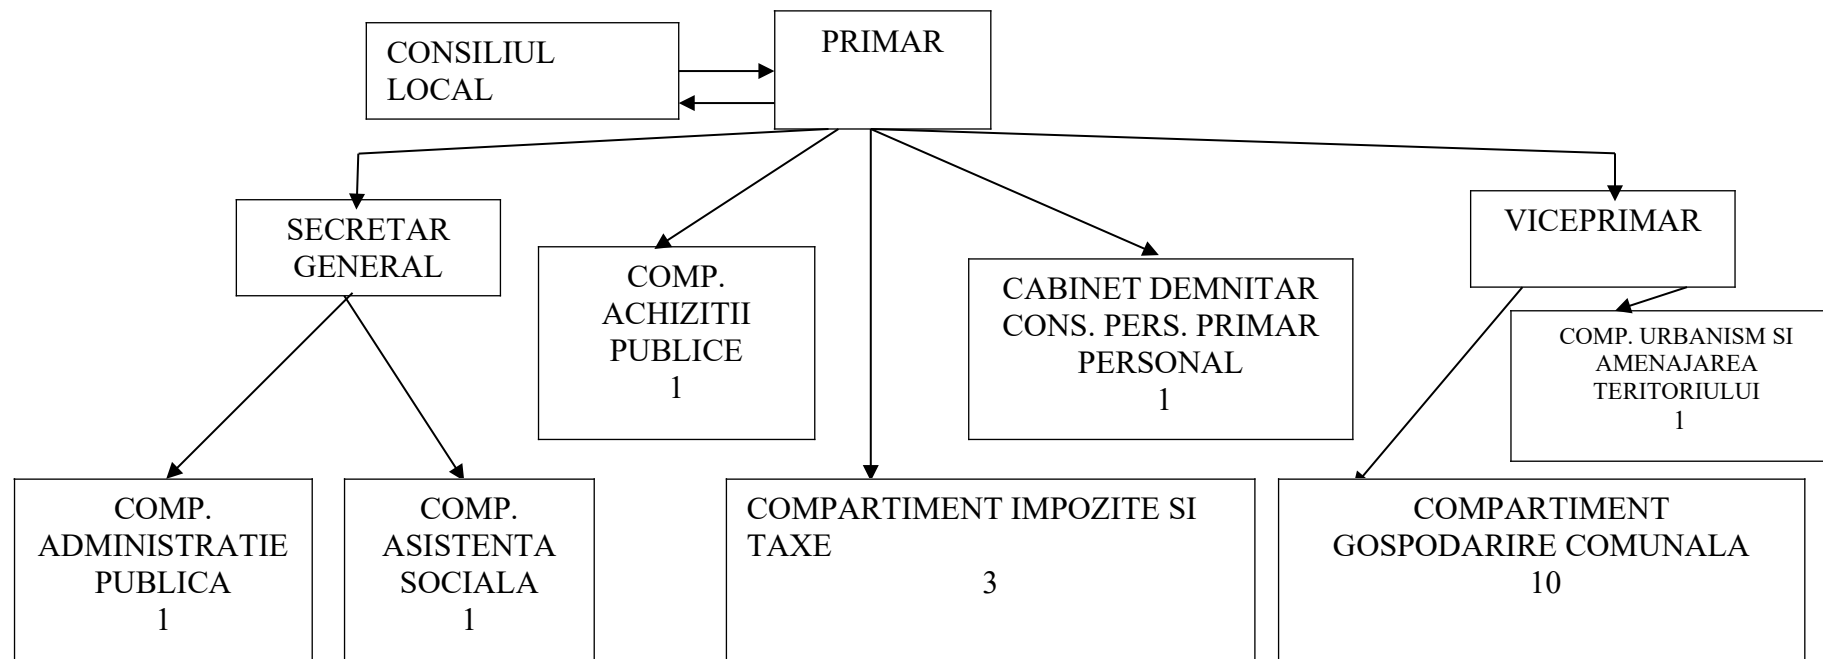 CONSILIUL
LOCAL
PRIMAR
SECRETAR
GENERAL
COMP.
ACHIZITII
PUBLICE
1
CABINET DEMNITAR
CONS. PERS. PRIMAR
PERSONAL
1
VICEPRIMAR
COMP. URBANISM SI
AMENAJAREA
TERITORIULUI
1
COMP.
ADMINISTRATIE
PUBLICA
1
COMP.
ASISTENTA
SOCIALA
1
COMPARTIMENT IMPOZITE SI
TAXE
3
COMPARTIMENT
GOSPODARIRE COMUNALA
10